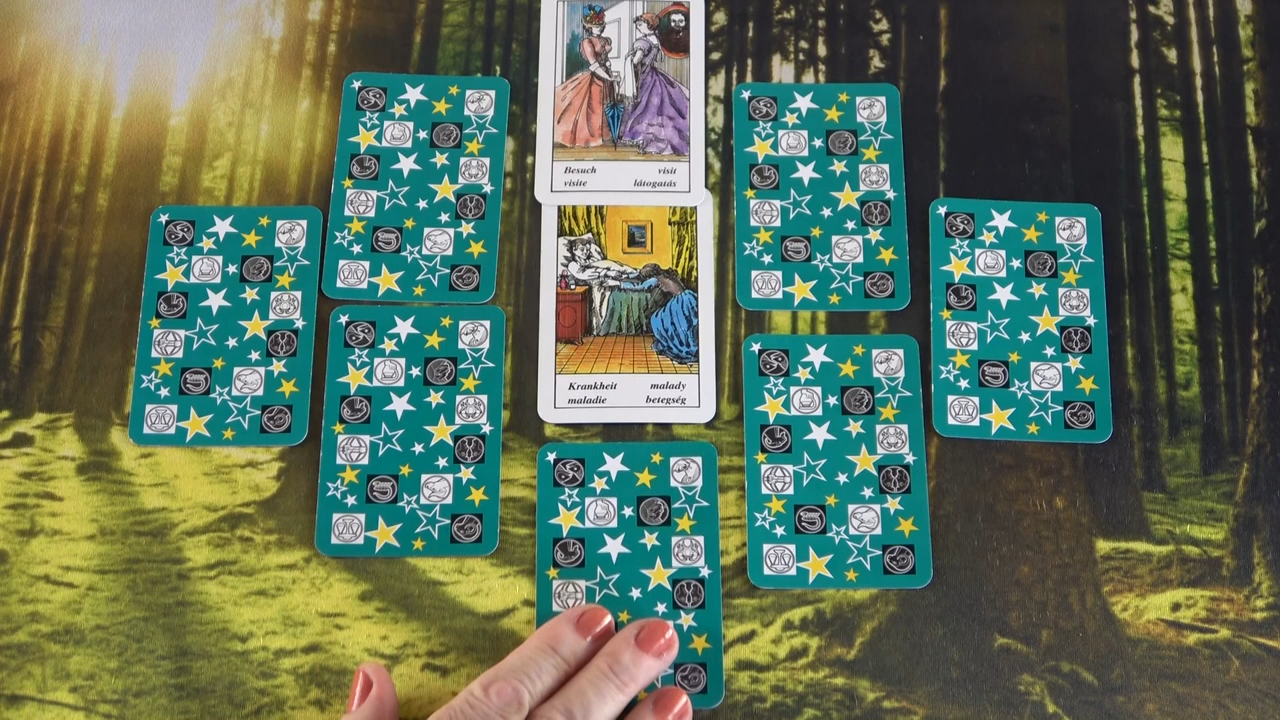 Besuch visit
visite látogatás
Krankheit malady
maladie betegség